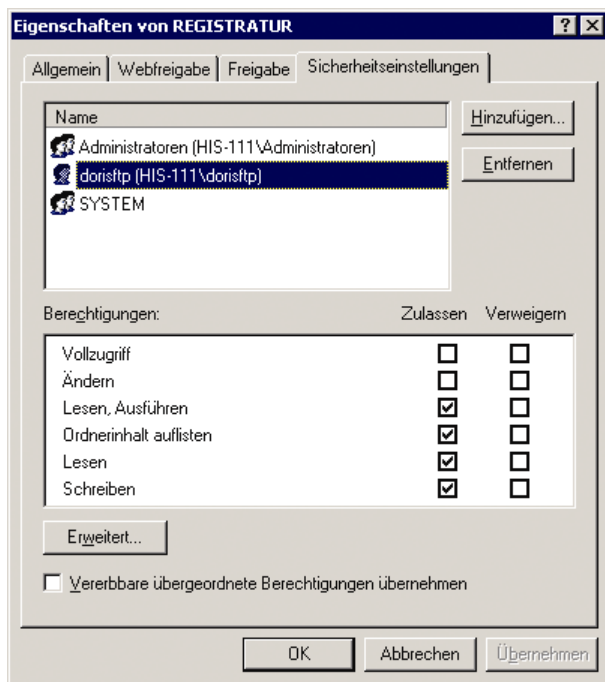 Eigenschaften von REGISTRATUR
Allgemein Webfreigabe Freigabe Sicherheitseinstellungen
Name
Hinzufügen...
Administratoren (HIS-111\Administratoren)
dorisftp (HIS-111\dorisftp)
Entfernen
SYSTEM
Berechtigungen: Zulassen Verweigern
Vollzugriff
Ändern
Lesen, Ausführen
Ordnerinhalt auflisten
Lesen
Schreiben
Erweitert...
Vererbbare übergeordnete Berechtigungen übernehmen
OK Abbrechen Übernehmen